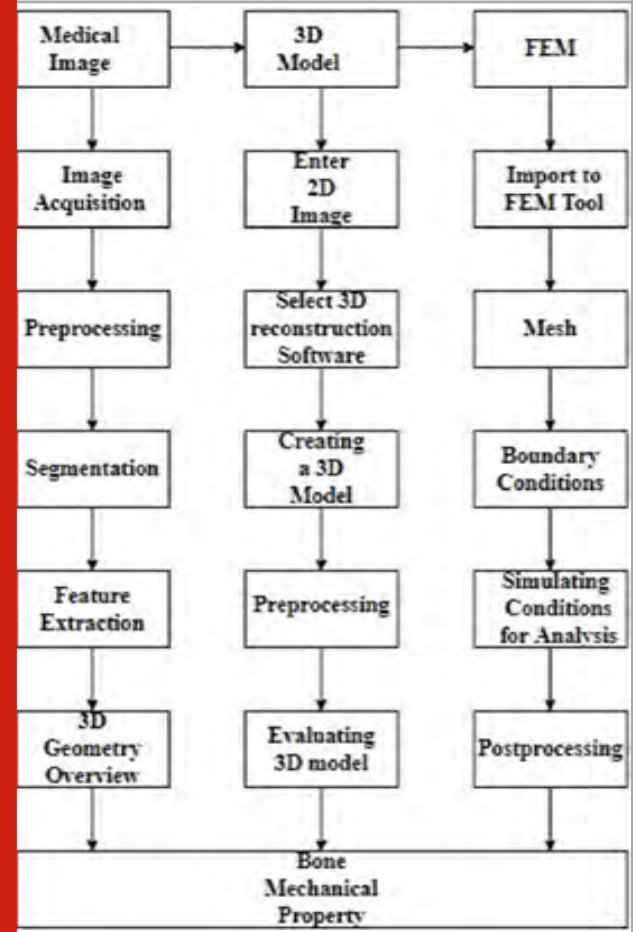 Medical
Image
3D
Model
FEM
Image
Acquisition
Enter
2D
Image
Import to
FEM Tool
Preprocessing
Select 3D
reconstruction
Software
Mesh
Segmentation
Creating
a 3D
Model
Boundary
Conditions
Feature
Extraction
Preprocessing
Simulating
Conditions
for Analysis
3D
Geometry
Overview
Evaluating
3D model
Postprocessing
Bone
Mechanical
Property